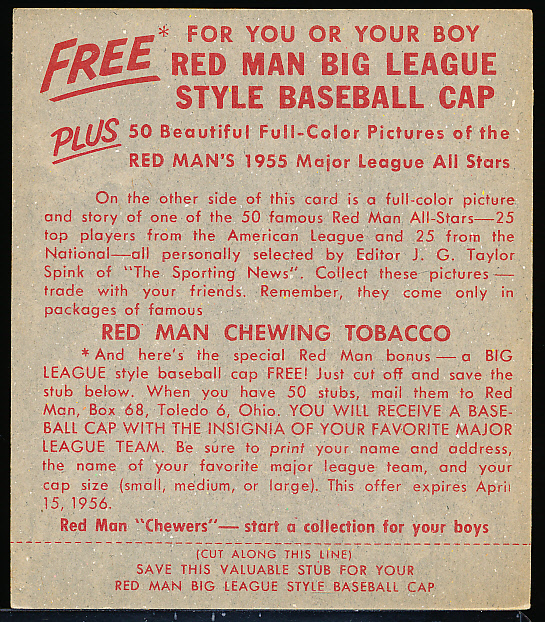 FREE* FOR YOU OR YOUR BOY
RED MAN BIG LEAGUE
STYLE BASEBALL CAP
PLUS 50 Beautiful Full-Color Pictures of the
RED MAN'S 1955 Major League All Stars
On the other side of this card is a full-color picture
and story of one of the 50 famous Red Man All-Stars—25
top players from the American League and 25 from the
National—all personally selected by Editor J. G. Taylor
Spink of "The Sporting News". Collect these pictures —
trade with your friends. Remember, they come only in
packages of famous
RED MAN CHEWING TOBACCO
*And here's the special Red Man bonus — a BIG
LEAGUE style baseball cap FREE! Just cut off and save the
stub below. When you have 50 stubs, mail them to Red
Man, Box 68, Toledo 6, Ohio. YOU WILL RECEIVE A BASE-
BALL CAP WITH THE INSIGNIA OF YOUR FAVORITE MAJOR
LEAGUE TEAM. Be sure to print your name and address,
the name of your favorite major league team, and your
cap size (small, medium, or large). This offer expires April
15, 1956.
Red Man "Chewers"— start a collection for your boys
(CUT ALONG THIS LINE)
SAVE THIS VALUABLE STUB FOR YOUR
RED MAN BIG LEAGUE STYLE BASEBALL CAP